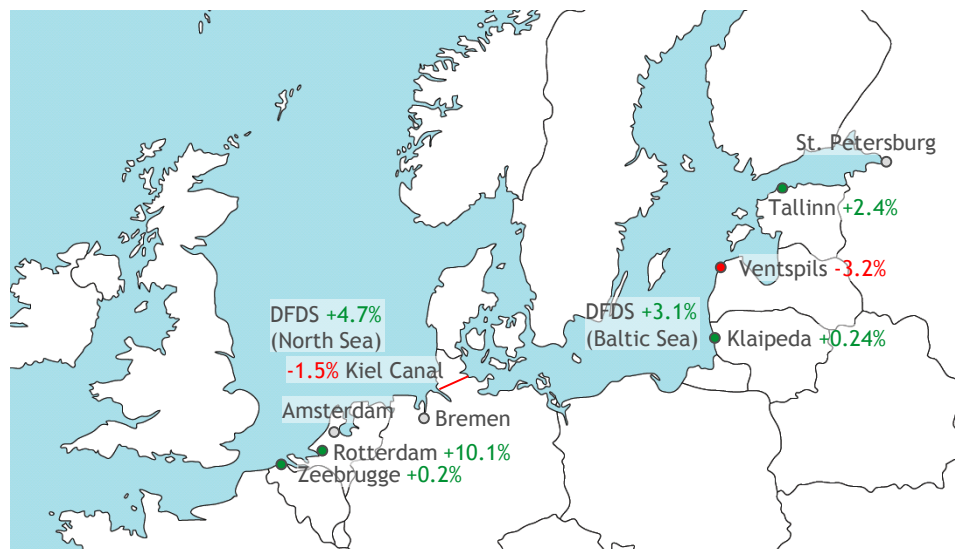 St. Petersburg
Tallinn +2.4%
Ventspils -3.2%
DFDS +4.7%
(North Sea)
DFDS +3.1%
(Baltic Sea)
Klaipeda +0.24%
-1.5% Kiel Canal
Amsterdam
Bremen
Rotterdam +10.1%
Zeebrugge +0.2%